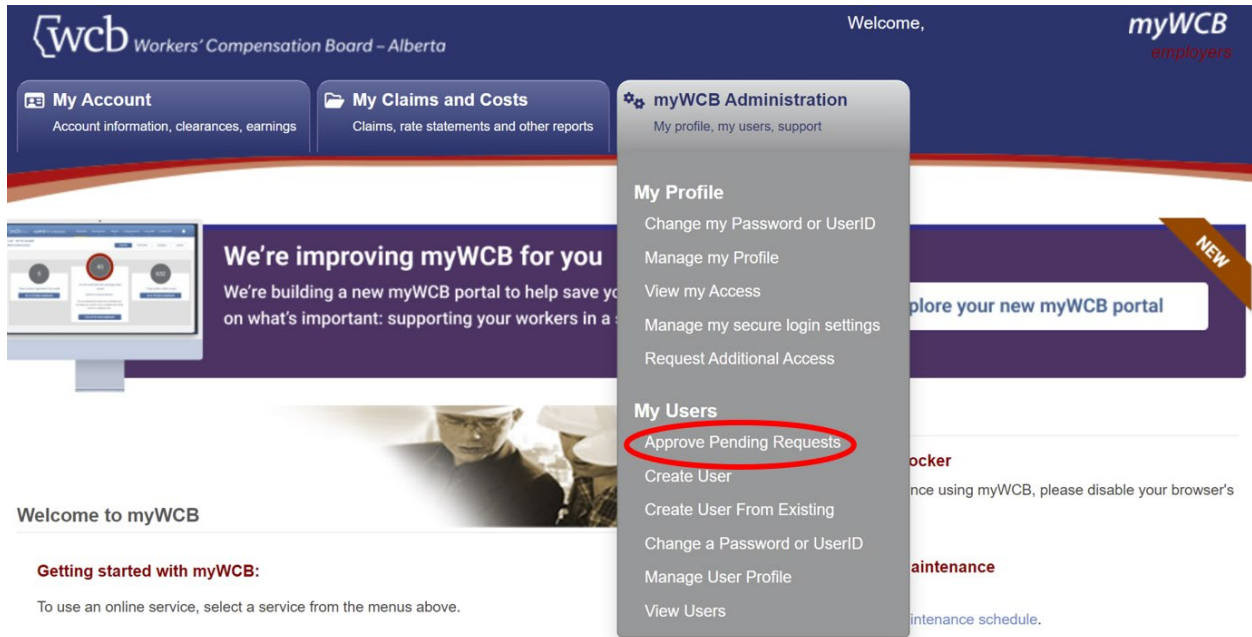 wcb Workers' Compensation Board – Alberta
Welcome,
myWCB
employers
My Account
Account information, clearances, earnings
My Claims and Costs
Claims, rate statements and other reports
myWCB Administration
My profile, my users, support
My Profile
Change my Password or UserID
Manage my Profile
View my Access
Manage my secure login settings
Request Additional Access
My Users
Approve Pending Requests
Create User
Create User From Existing
Change a Password or UserID
Manage User Profile
View Users
We're improving myWCB for you
We're building a new myWCB portal to help save yo
on what's important: supporting your workers in a s
NEW
plore your new myWCB portal
Welcome to myWCB
Getting started with myWCB:
To use an online service, select a service from the menus above.
ocker
nce using myWCB, please disable your browser's
aintenance
intenance schedule.